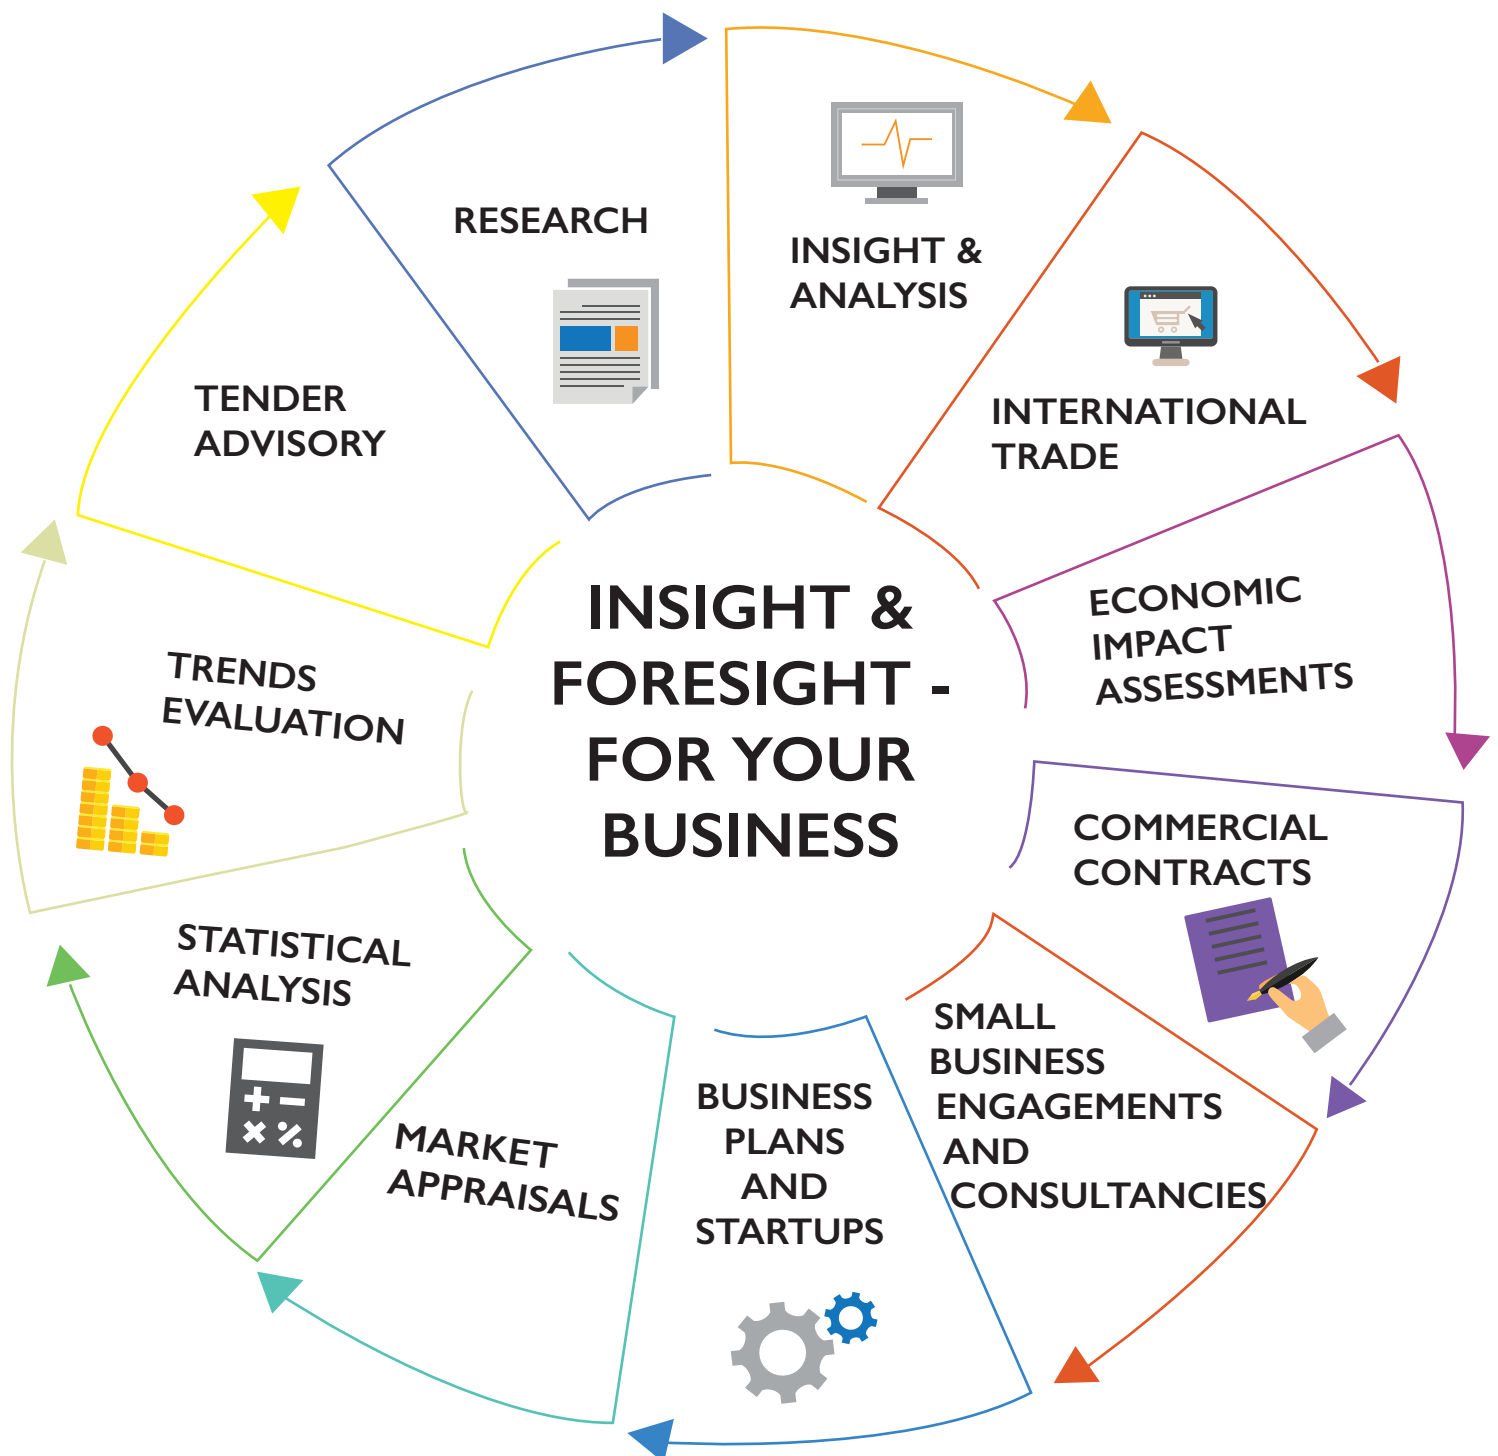 RESEARCH
INSIGHT &
ANALYSIS
INTERNATIONAL
TRADE
ECONOMIC
IMPACT
ASSESSMENTS
COMMERCIAL
CONTRACTS
SMALL
BUSINESS
ENGAGEMENTS
AND
CONSULTANCIES
BUSINESS
PLANS
AND
STARTUPS
MARKET
APPRAISALS
STATISTICAL
ANALYSIS
TRENDS
EVALUATION
TENDER
ADVISORY
INSIGHT &
FORESIGHT -
FOR YOUR
BUSINESS